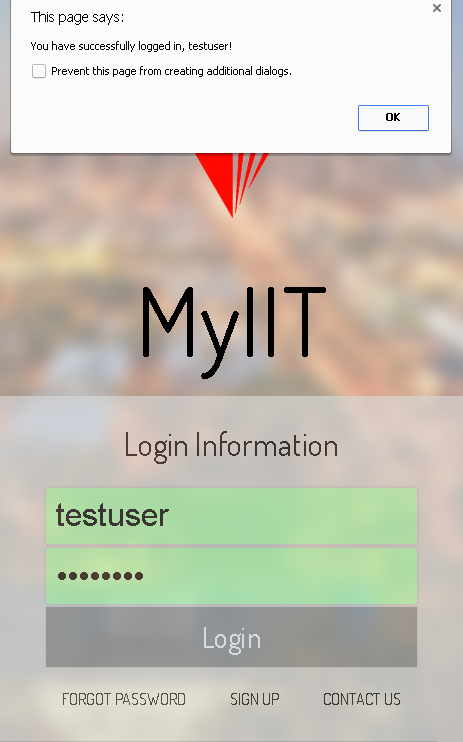 This page says:
You have successfully logged in, testuser!
Prevent this page from creating additional dialogs.
OK
MyIIT
Login Information
testuser
••••••••
Login
FORGOT PASSWORD SIGN UP CONTACT US